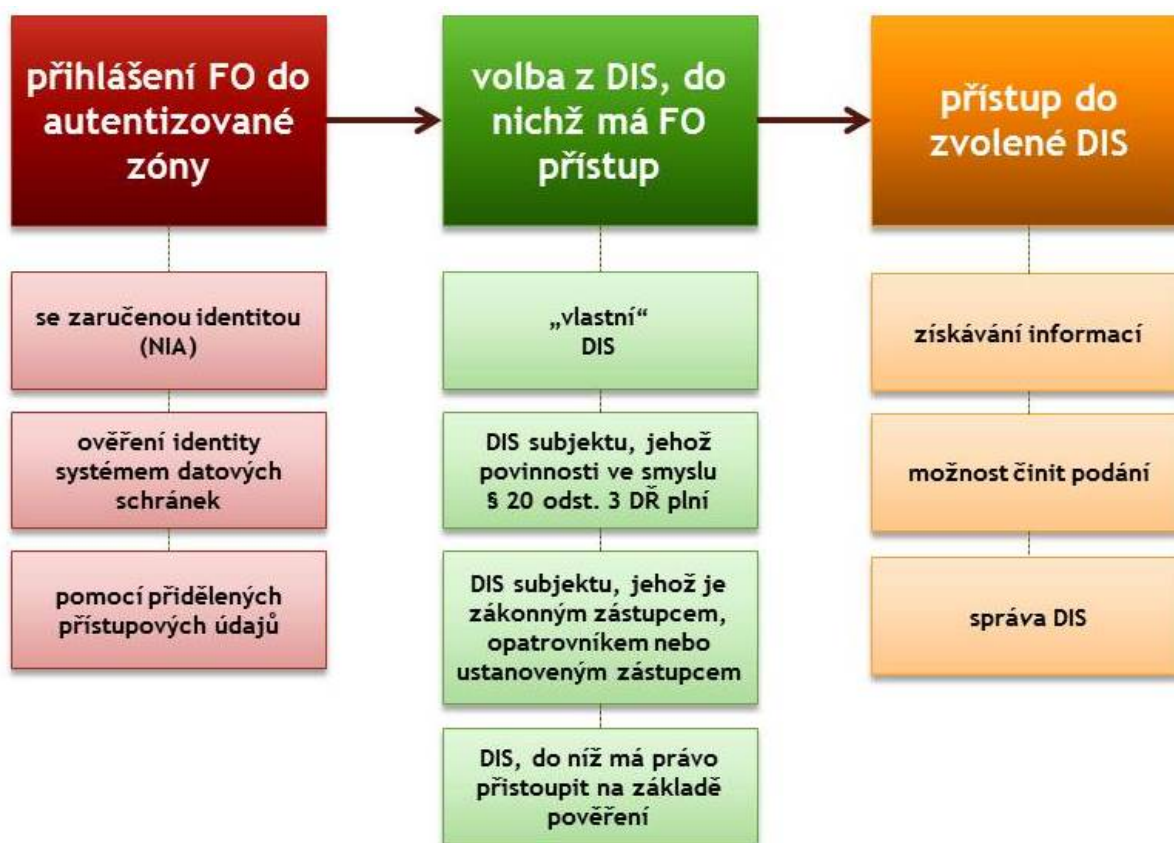 přihlášení FO do
autentizované
zóny
se zaručenou identitou
(NIA)
ověření identity
systémem datových
schránek
pomocí přidělených
přístupových údajů
volba z DIS, do
nichž má FO
přístup
„vlastní“
DIS
DIS subjektu, jehož
povinnosti ve smyslu
§ 20 odst. 3 DŘ plní
DIS subjektu, jehož je
zákonným zástupcem,
opatrovníkem nebo
ustanoveným zástupcem
DIS, do níž má právo
přistoupit na základě
pověření
přístup do
zvolené DIS
získávání informací
možnost činit podání
správa DIS